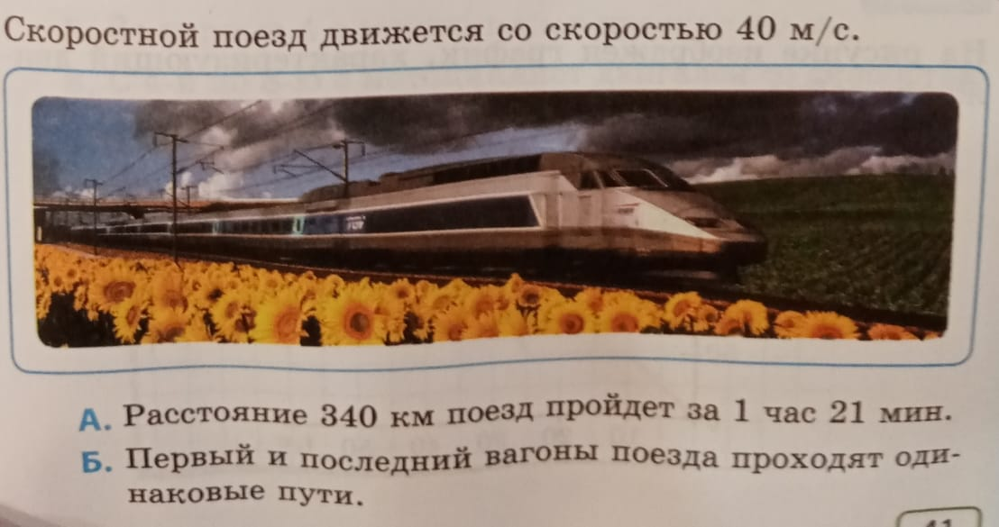 Скоростной поезд движется со скоростью 40 м/с.
А. Расстояние 340 км поезд пройдет за 1 час 21 мин.
Б. Первый и последний вагоны поезда проходят оди-
наковые пути.